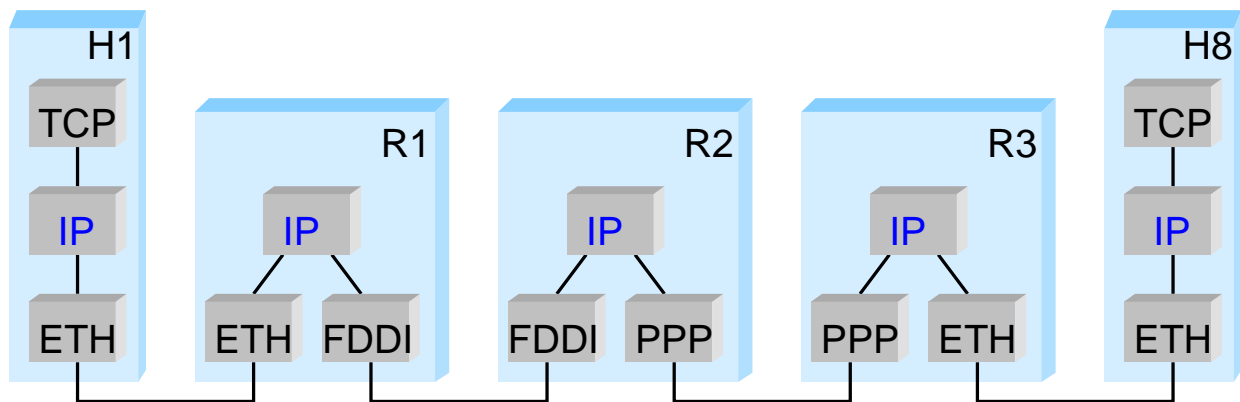 H1
TCP
IP
ETH
R1
IP
ETH FDDI
R2
IP
FDDI PPP
R3
IP
PPP ETH
H8
TCP
IP
ETH